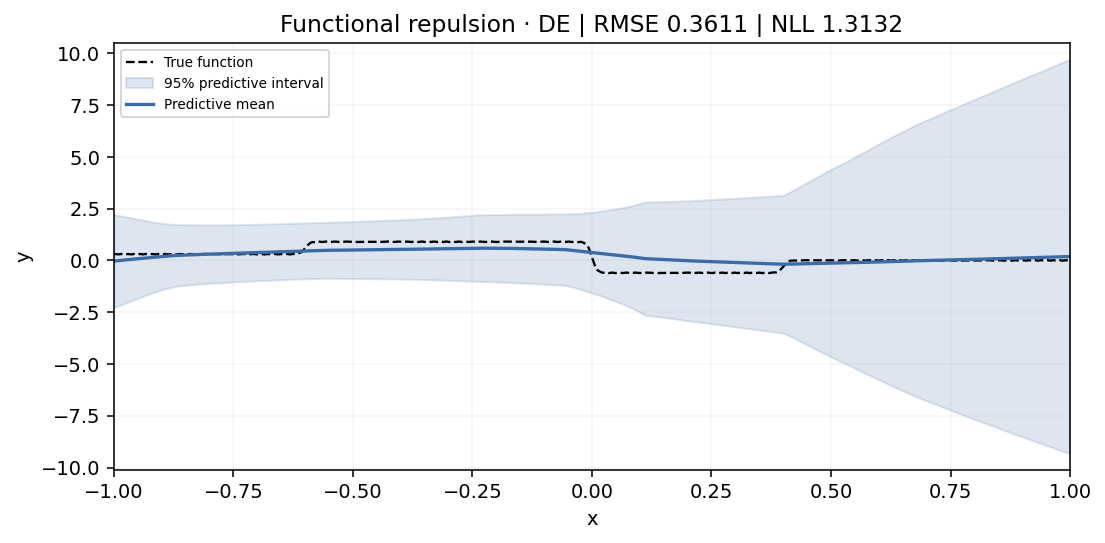 Functional repulsion · DE | RMSE 0.3611 | NLL 1.3132
True function
95% predictive interval
Predictive mean
10.0
7.5
5.0
2.5
0.0
−2.5
−5.0
−7.5
−10.0
y
−1.00 −0.75 −0.50 −0.25 0.00 0.25 0.50 0.75 1.00
x